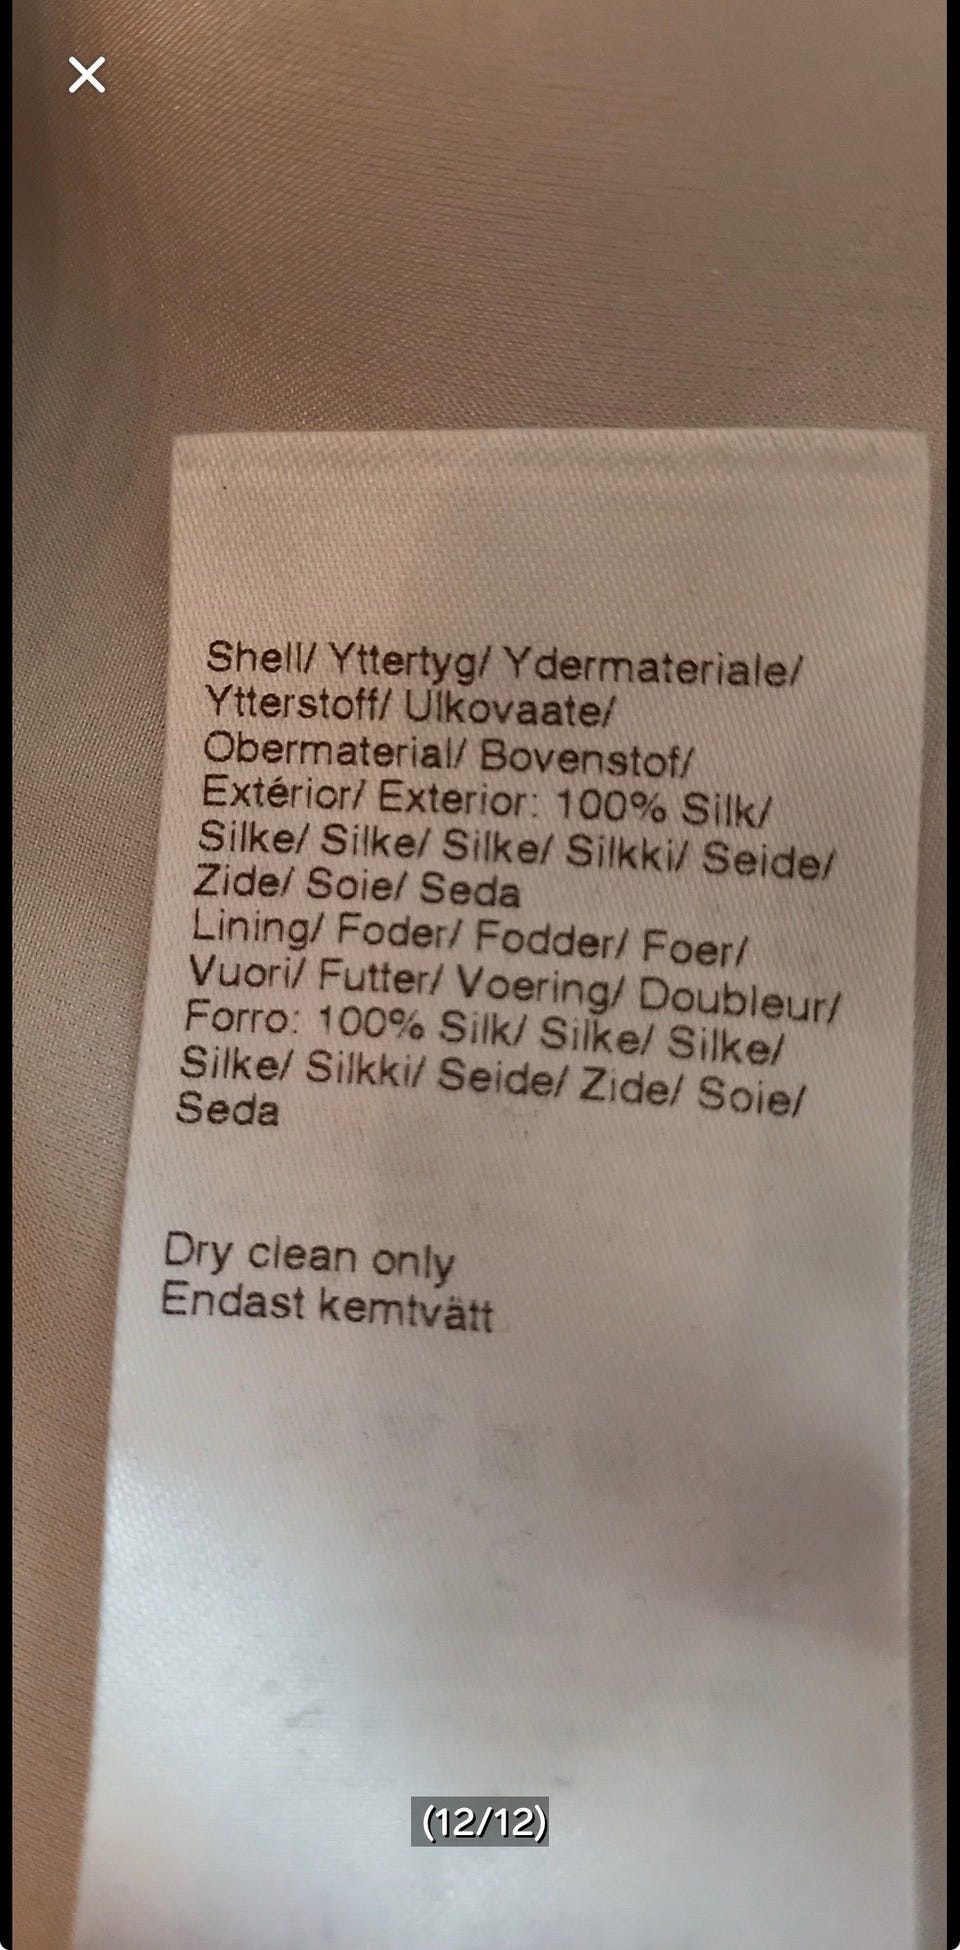 Shell/ Yttertyg/ Ydermateriale/
Ytterstoff/ Ulkovaate/
Obermaterial/ Bovenstof/
Extérior/ Exterior: 100% Silk/
Silke/ Silke/ Silke/ Silkki/ Seide/
Zide/ Soie/ Seda
Lining/ Foder/ Fodder/ Foer/
Vuori/ Futter/ Voering/ Doubleur/
Forro: 100% Silk/ Silke/ Silke/
Silke/ Silkki/ Seide/ Zide/ Soie/
Seda
Dry clean only
Endast kemtvätt
(12/12)